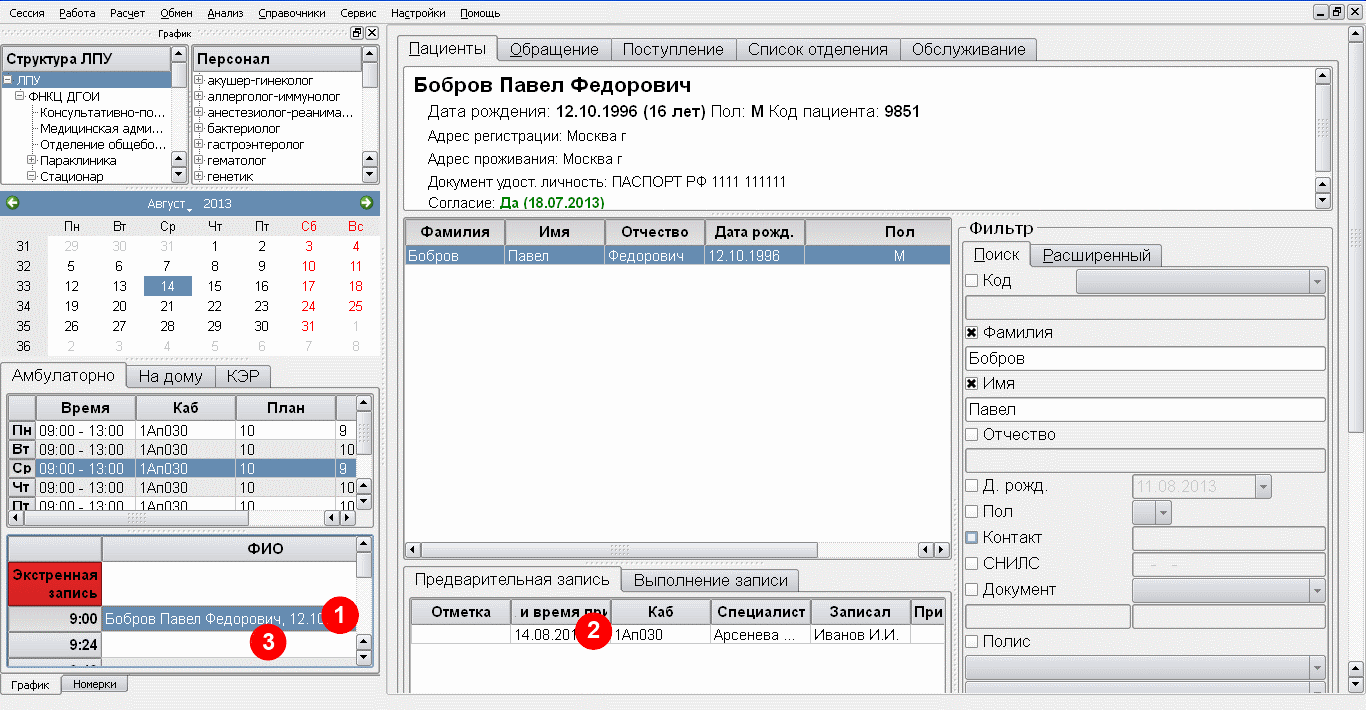 Сессия Работа Расчет Обмен Анализ Справочники Сервис Настройки Помощь
График
Структура ЛПУ
ЛПУ
ФНКЦ ДГОИ
Консультативно-по...
Медицинская адми...
Отделение общебо...
Параклиника
Стационар
Персонал
акушер-гинеколог
аллерголог-иммунолог
анестезиолог-реанима...
бактериолог
гастроэнтеролог
гематолог
генетик
Август, 2013
Пн Вт Ср Чт Пт Сб Вс
31 29 30 31 1 2 3 4
32 5 6 7 8 9 10 11
33 12 13 14 15 16 17 18
34 19 20 21 22 23 24 25
35 26 27 28 29 30 31 1
36 2 3 4 5 6 7 8
Амбулаторно На дому КЭР
Время Каб План
Пн 09:00 - 13:00 1Ап030 10 9
Вт 09:00 - 13:00 1Ап030 10 10
Ср 09:00 - 13:00 1Ап030 10 9
Чт 09:00 - 13:00 1Ап030 10 10
Пт 09:00 - 13:00 1Ап030 10 10
ФИО
Экстренная
запись
9:00 Бобров Павел Федорович, 12.10 1
3
9:24
График Номерки
Пациенты Обращение Поступление Список отделения Обслуживание
Бобров Павел Федорович
Дата рождения: 12.10.1996 (16 лет) Пол: М Код пациента: 9851
Адрес регистрации: Москва г
Адрес проживания: Москва г
Документ удост. личность: ПАСПОРТ РФ 1111 111111
Согласие: Да (18.07.2013)
Фамилия Имя Отчество Дата рожд. Пол
Бобров Павел Федорович 12.10.1996 М
Предварительная запись Выполнение записи
Отметка и время при Каб Специалист Записал При
14.08.201 2 1Ап030 Арсенева ... Иванов И.И.
Фильтр
Поиск Расширенный
Код
Фамилия
Бобров
Имя
Павел
Отчество
Д. рожд. 11.08.2013
Пол
Контакт
СНИЛС - -
Документ
Полис